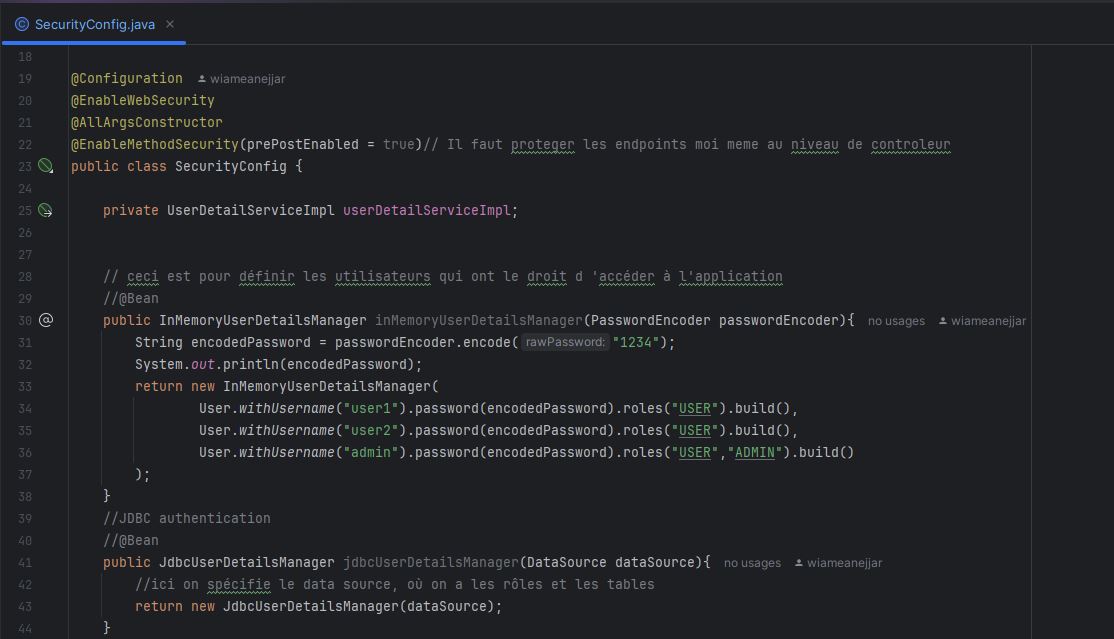 SecurityConfig.java ×
18
19 @Configuration wiameanejjar
20 @EnableWebSecurity
21 @AllArgsConstructor
22 @EnableMethodSecurity(prePostEnabled = true)// Il faut proteger les endpoints moi meme au niveau de controleur
23 public class SecurityConfig {
24
25 private UserDetailServiceImpl userDetailServiceImpl;
26
27
28 // ceci est pour définir les utilisateurs qui ont le droit d 'accéder à l'application
29 //@Bean
30 public InMemoryUserDetailsManager inMemoryUserDetailsManager(PasswordEncoder passwordEncoder){ no usages wiameanejjar
31 String encodedPassword = passwordEncoder.encode( rawPassword: "1234");
32 System.out.println(encodedPassword);
33 return new InMemoryUserDetailsManager(
34 User.withUsername("user1").password(encodedPassword).roles("USER").build(),
35 User.withUsername("user2").password(encodedPassword).roles("USER").build(),
36 User.withUsername("admin").password(encodedPassword).roles("USER","ADMIN").build()
37 );
38 }
39 //JDBC authentication
40 //@Bean
41 public JdbcUserDetailsManager jdbcUserDetailsManager(DataSource dataSource){ no usages wiameanejjar
42 //ici on spécifie le data source, où on a les rôles et les tables
43 return new JdbcUserDetailsManager(dataSource);
44 }